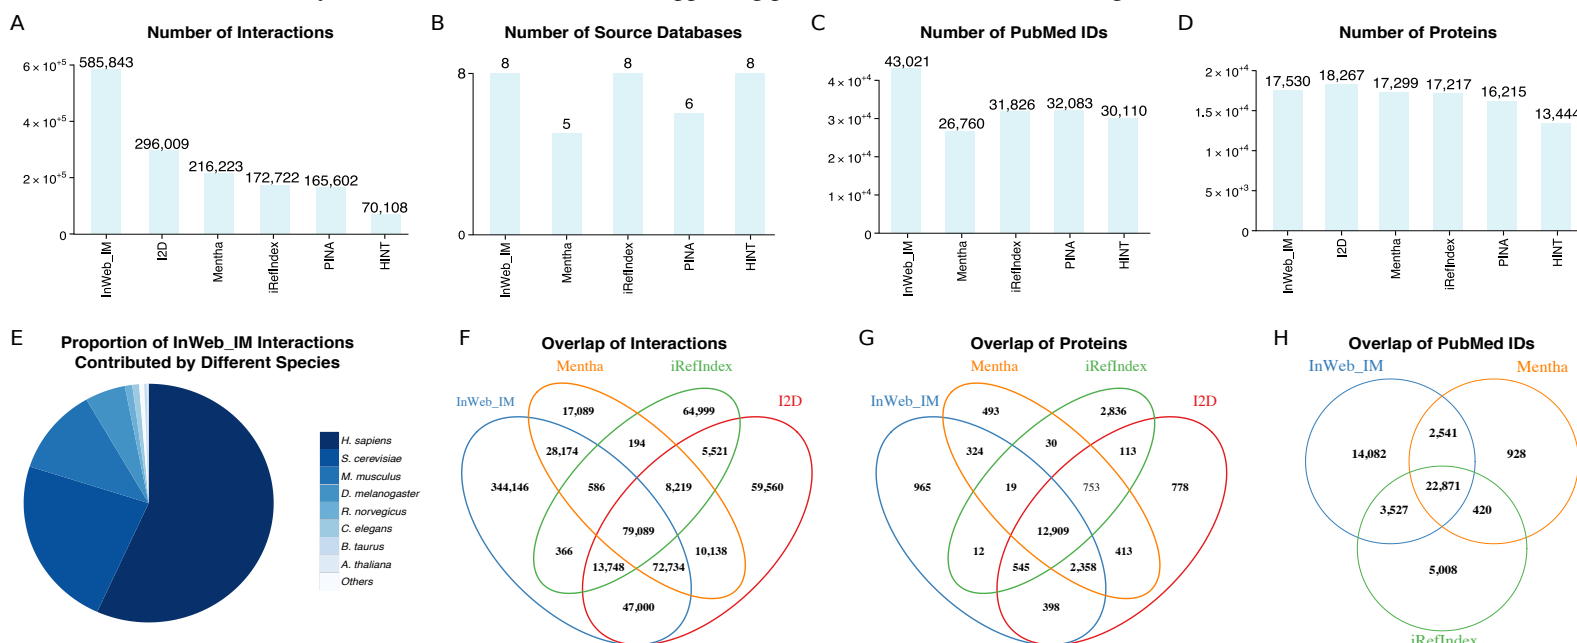 A
Number of Interactions
6 × 10+5
4 × 10+5
2 × 10+5
0
585,843
296,009
216,223
172,722
165,602
70,108
InWeb_IM
I2D
Mentha
iRefIndex
PINA
HINT
B
Number of Source Databases
8
0
8
5
8
6
8
InWeb_IM
Mentha
iRefIndex
PINA
HINT
C
Number of PubMed IDs
4 × 10+4
3 × 10+4
2 × 10+4
1 × 10+4
0
43,021
26,760
31,826
32,083
30,110
InWeb_IM
Mentha
iRefIndex
PINA
HINT
D
Number of Proteins
2 × 10+4
1.5 × 10+4
1 × 10+4
5 × 10+3
0
17,530
18,267
17,299
17,217
16,215
13,444
InWeb_IM
I2D
Mentha
iRefIndex
PINA
HINT
E
Proportion of InWeb_IM Interactions
Contributed by Different Species
H. sapiens
S. cerevisiae
M. musculus
D. melanogaster
R. norvegicus
C. elegans
B. taurus
A. thaliana
Others
F
Overlap of Interactions
Mentha
iRefIndex
InWeb_IM
I2D
17,089
64,999
28,174
194
5,521
344,146
586
8,219
59,560
79,089
366
10,138
13,748
72,734
47,000
G
Overlap of Proteins
Mentha
iRefIndex
InWeb_IM
I2D
493
2,836
324
30
113
965
19
753
778
12,909
12
413
545
2,358
398
H
Overlap of PubMed IDs
InWeb_IM
Mentha
2,541
14,082
928
22,871
3,527
420
5,008
iRefIndex